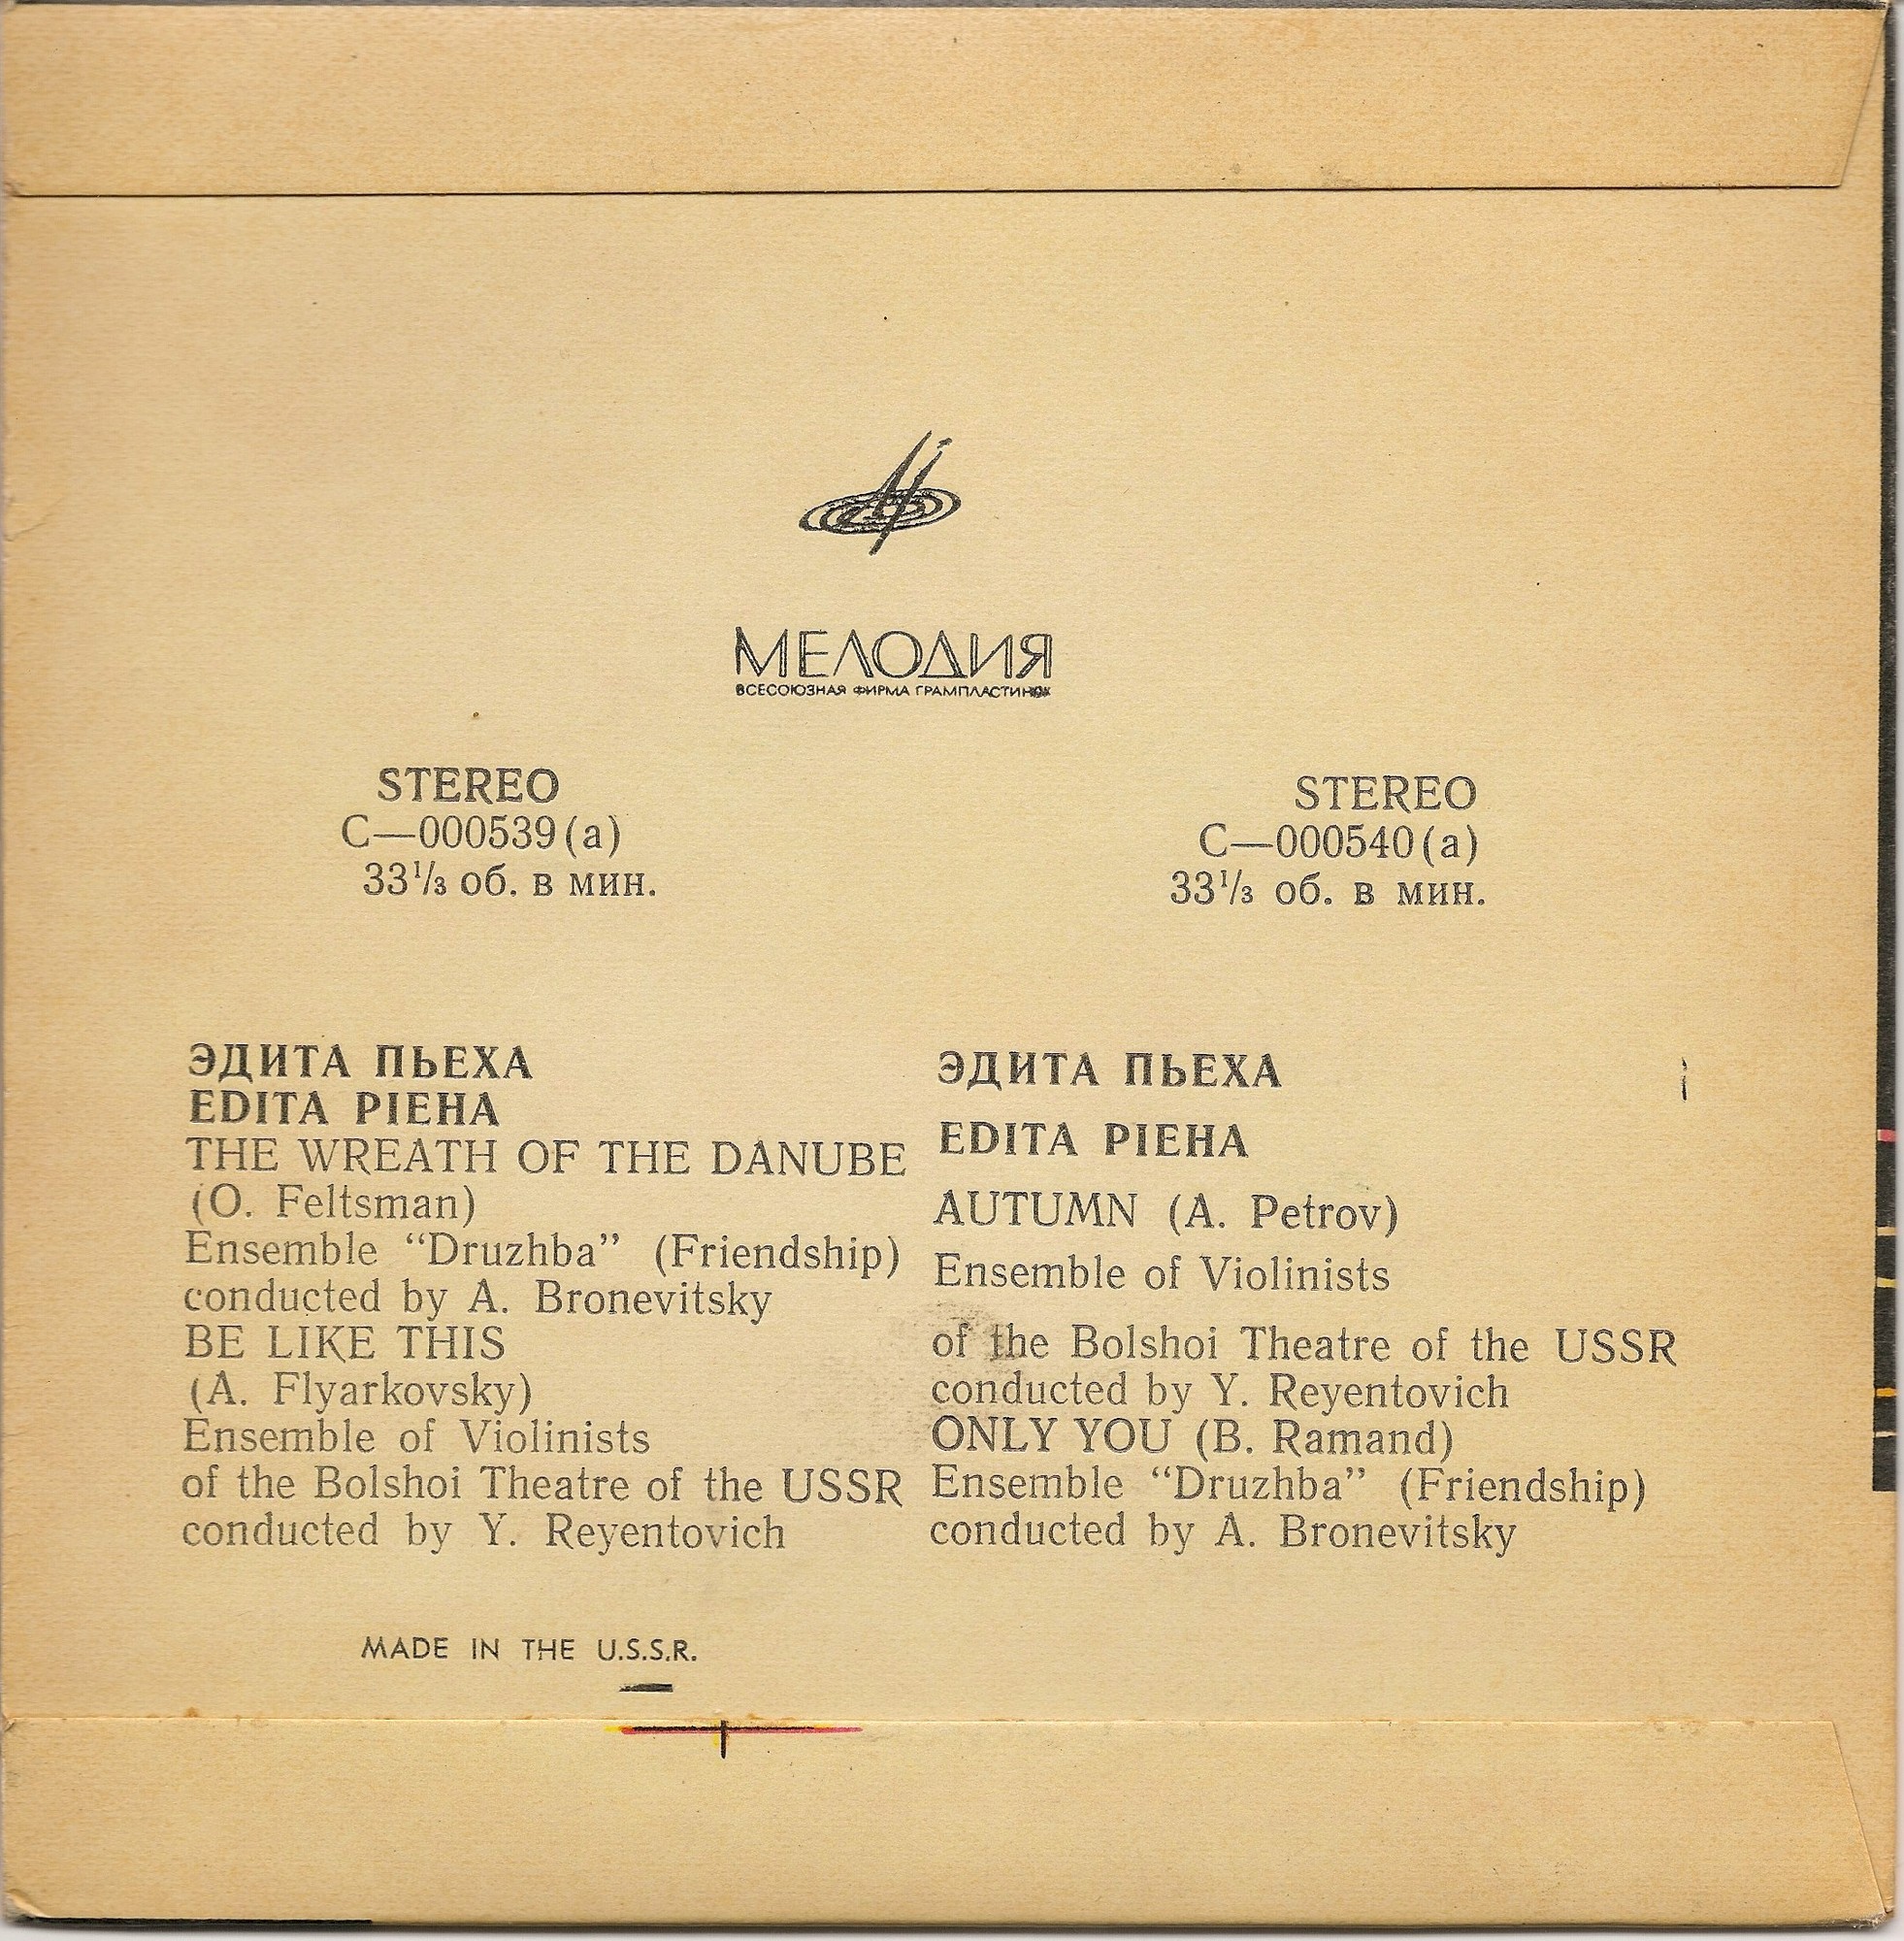 МЕЛОДИЯ
ВСЕСОЮЗНАЯ ФИРМА ГРАМПЛАСТИНОК
STEREO
С—000539(а)
33¹/₃ об. в мин.
STEREO
С—000540(а)
33¹/₃ об. в мин.
ЭДИТА ПЬЕХА
EDITA PIEHA
THE WREATH OF THE DANUBE
(O. Feltsman)
Ensemble “Druzhba” (Friendship)
conducted by A. Bronevitsky
BE LIKE THIS
(A. Flyarkovsky)
Ensemble of Violinists
of the Bolshoi Theatre of the USSR
conducted by Y. Reyentovich
ЭДИТА ПЬЕХА
EDITA PIEHA
AUTUMN (A. Petrov)
Ensemble of Violinists
of the Bolshoi Theatre of the USSR
conducted by Y. Reyentovich
ONLY YOU (B. Ramand)
Ensemble “Druzhba” (Friendship)
conducted by A. Bronevitsky
MADE IN THE U.S.S.R.